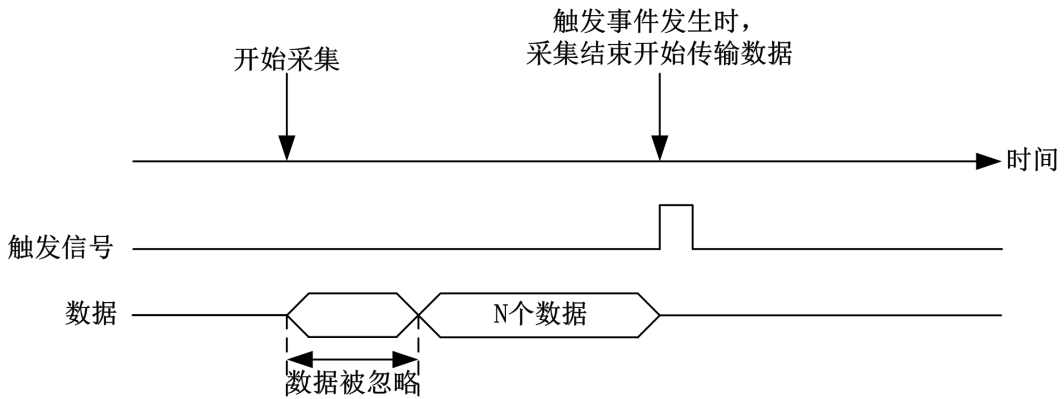 触发事件发生时，
采集结束开始传输数据
开始采集
时间
触发信号
数据
N个数据
数据被忽略